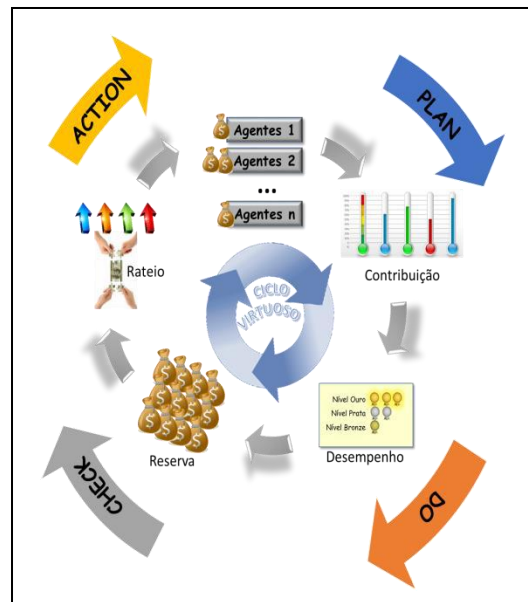 ACTION
PLAN
Agentes 1
Agentes 2
...
Agentes n
Contribuição
Rateio
CICLO
VIRTUOSO
Nível Ouro
Nível Prata
Nível Bronze
Desempenho
Reserva
CHECK
DO